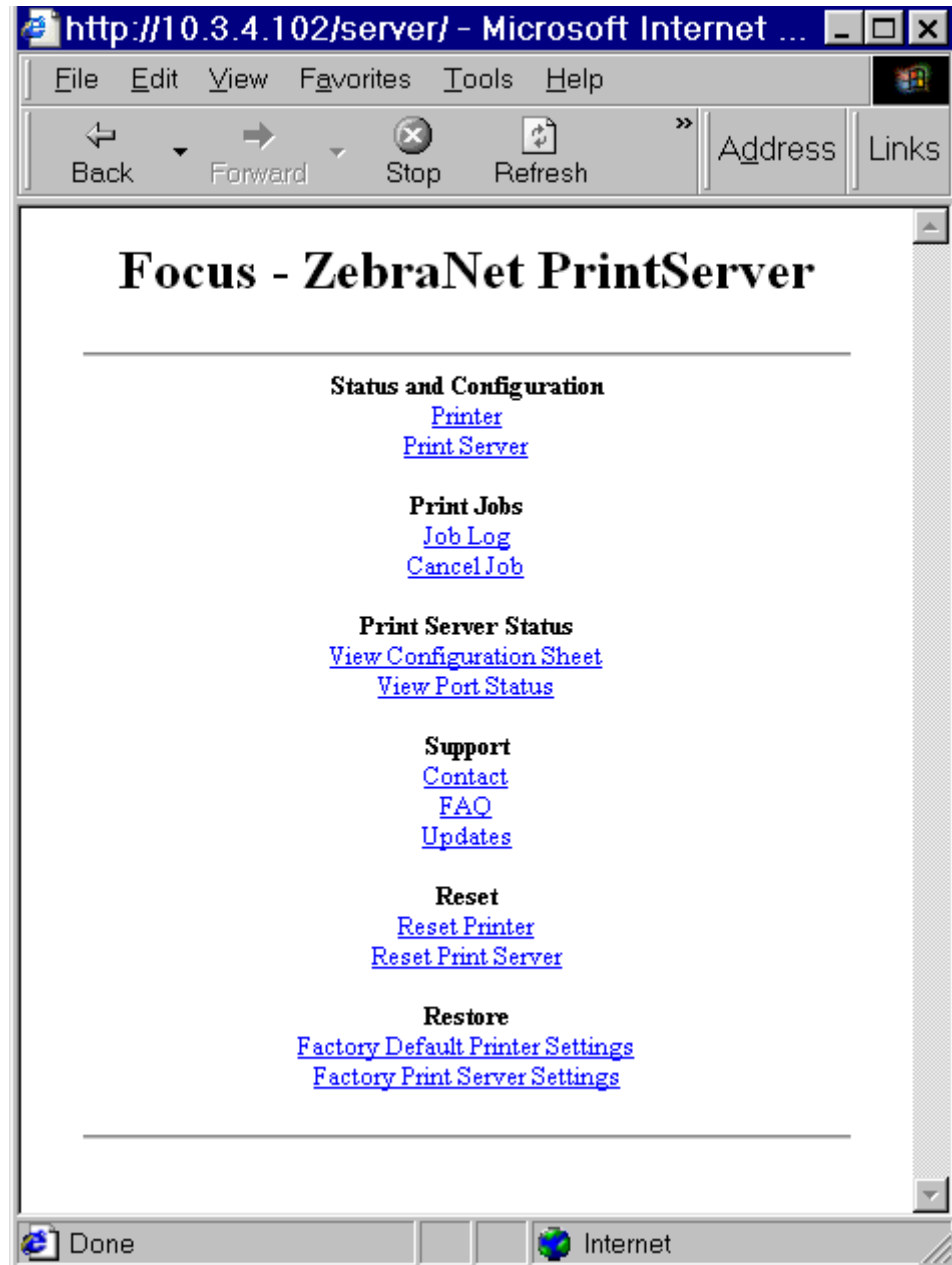 http://10.3.4.102/server/ - Microsoft Internet ...
File Edit View Favorites Tools Help
Back Forward Stop Refresh » Address Links
Focus - ZebraNet PrintServer
Status and Configuration
Printer
Print Server
Print Jobs
Job Log
Cancel Job
Print Server Status
View Configuration Sheet
View Port Status
Support
Contact
FAQ
Updates
Reset
Reset Printer
Reset Print Server
Restore
Factory Default Printer Settings
Factory Print Server Settings
Done Internet